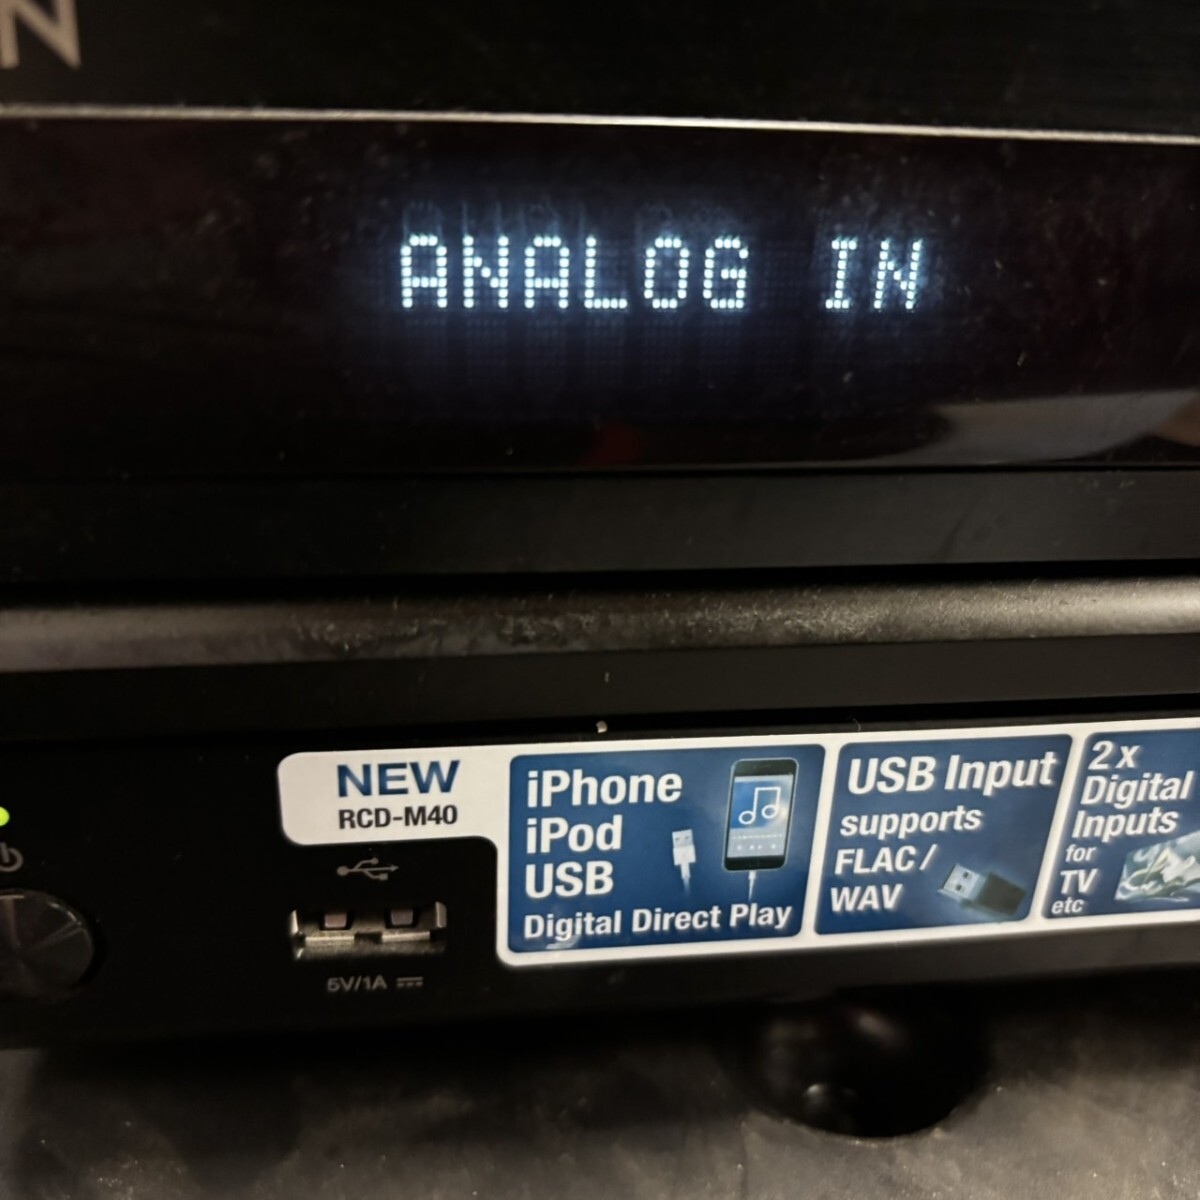 N
ANALOG IN
NEW
RCD-M40
5V/1A
iPhone
iPod
USB
Digital Direct Play
USB Input
supports
FLAC/
WAV
2 x
Digital
Inputs
for
TV
etc